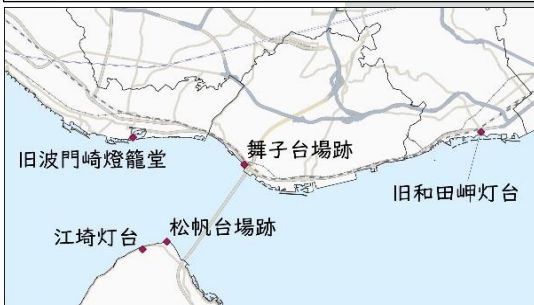 舞子台場跡
旧波門崎燈籠堂
旧和田岬灯台
松帆台場跡
江埼灯台